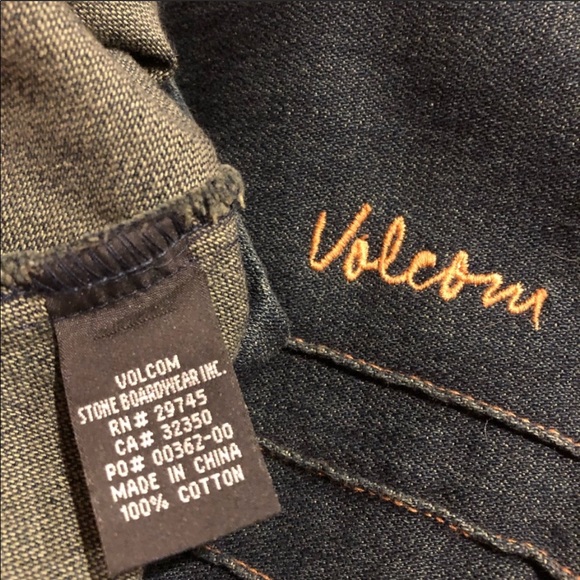 Volcom
VOLCOM
STONE BOARDWEAR INC.
RN# 29745
CA# 32350
PO# 00362-00
MADE IN CHINA
100% COTTON